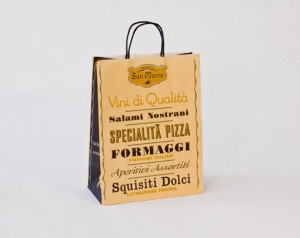 San Marco
Vini di Qualità
Salami Nostrani
SPECIALITÀ PIZZA
FORMAGGI
Aperitivi Assortiti
Squisiti Dolci